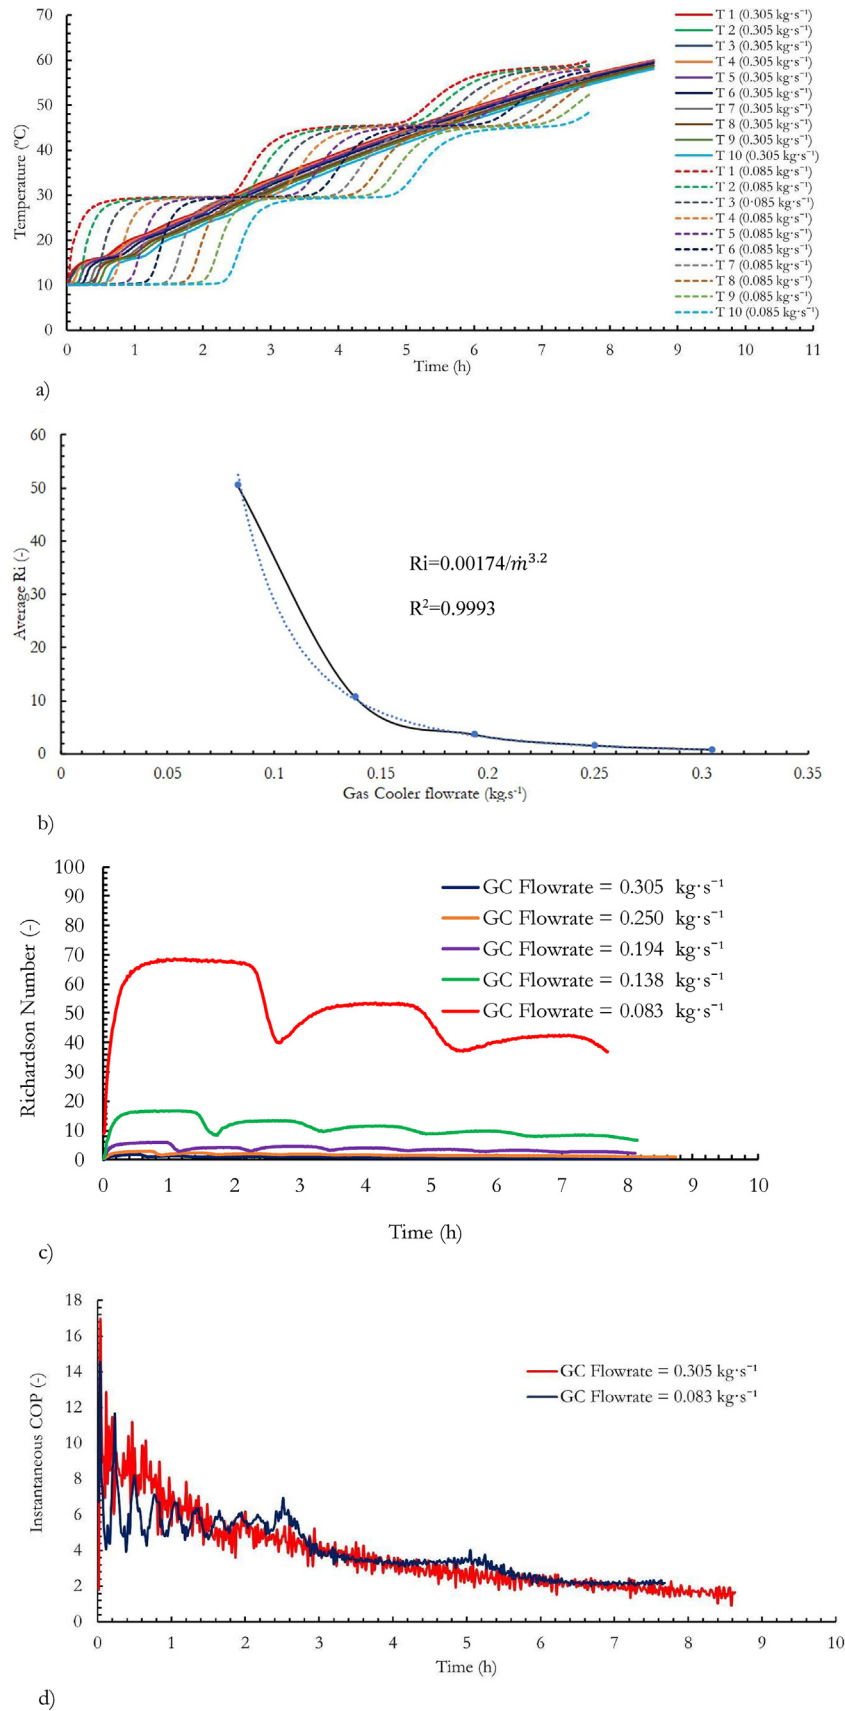 70
60
50
40
30
20
10
0
Temperature (°C)
0 1 2 3 4 5 6 7 8 9 10 11
Time (h)
T 1 (0.305 kg·s⁻¹)
T 2 (0.305 kg·s⁻¹)
T 3 (0.305 kg·s⁻¹)
T 4 (0.305 kg·s⁻¹)
T 5 (0.305 kg·s⁻¹)
T 6 (0.305 kg·s⁻¹)
T 7 (0.305 kg·s⁻¹)
T 8 (0.305 kg·s⁻¹)
T 9 (0.305 kg·s⁻¹)
T 10 (0.305 kg·s⁻¹)
T 1 (0.085 kg·s⁻¹)
T 2 (0.085 kg·s⁻¹)
T 3 (0·085 kg·s⁻¹)
T 4 (0.085 kg·s⁻¹)
T 5 (0.085 kg·s⁻¹)
T 6 (0.085 kg·s⁻¹)
T 7 (0.085 kg·s⁻¹)
T 8 (0.085 kg·s⁻¹)
T 9 (0.085 kg·s⁻¹)
T 10 (0.085 kg·s⁻¹)
a)
60
50
40
30
20
10
0
Average Ri (-)
Ri=0.00174/ṁ³·²
R²=0.9993
0 0.05 0.1 0.15 0.2 0.25 0.3 0.35
Gas Cooler flowrate (kg.s⁻¹)
b)
100
90
80
70
60
50
40
30
20
10
0
Richardson Number (-)
GC Flowrate = 0.305 kg·s⁻¹
GC Flowrate = 0.250 kg·s⁻¹
GC Flowrate = 0.194 kg·s⁻¹
GC Flowrate = 0.138 kg·s⁻¹
GC Flowrate = 0.083 kg·s⁻¹
0 1 2 3 4 5 6 7 8 9 10
Time (h)
c)
18
16
14
12
10
8
6
4
2
0
Instantaneous COP (-)
GC Flowrate = 0.305 kg·s⁻¹
GC Flowrate = 0.083 kg·s⁻¹
0 1 2 3 4 5 6 7 8 9 10
Time (h)
d)